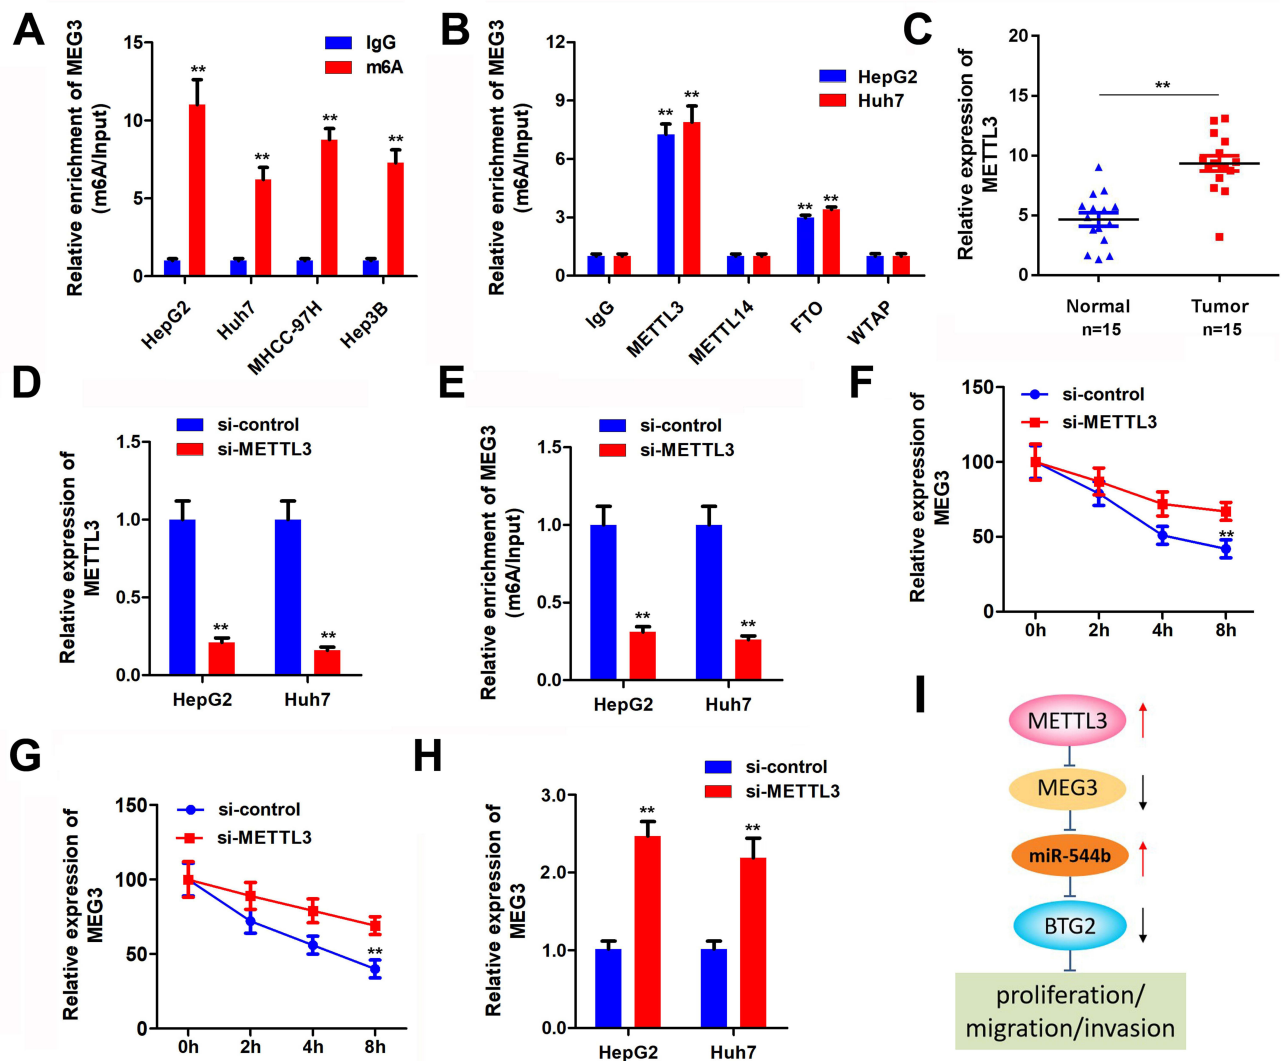 A
Relative enrichment of MEG3
(m6A/Input)
15
10
5
0
IgG
m6A
**
**
**
**
HepG2
Huh7
MHCC-97H
Hep3B
B
Relative enrichment of MEG3
(m6A/Input)
12
9
6
3
0
HepG2
Huh7
**
**
**
**
IgG
METTL3
METTL14
FTO
WTAP
C
Relative expression of
METTL3
20
15
10
5
0
**
Normal
n=15
Tumor
n=15
D
Relative expression of
METTL3
1.5
1.0
0.5
0.0
si-control
si-METTL3
**
**
HepG2
Huh7
E
Relative enrichment of MEG3
(m6A/Input)
1.5
1.0
0.5
0.0
si-control
si-METTL3
**
**
HepG2
Huh7
F
Relative expression of
MEG3
150
100
50
0
si-control
si-METTL3
**
0h
2h
4h
8h
G
Relative expression of
MEG3
150
100
50
0
si-control
si-METTL3
**
0h
2h
4h
8h
H
Relative expression of
MEG3
3.0
2.0
1.0
0.0
si-control
si-METTL3
**
**
HepG2
Huh7
I
METTL3
MEG3
miR-544b
BTG2
proliferation/
migration/invasion